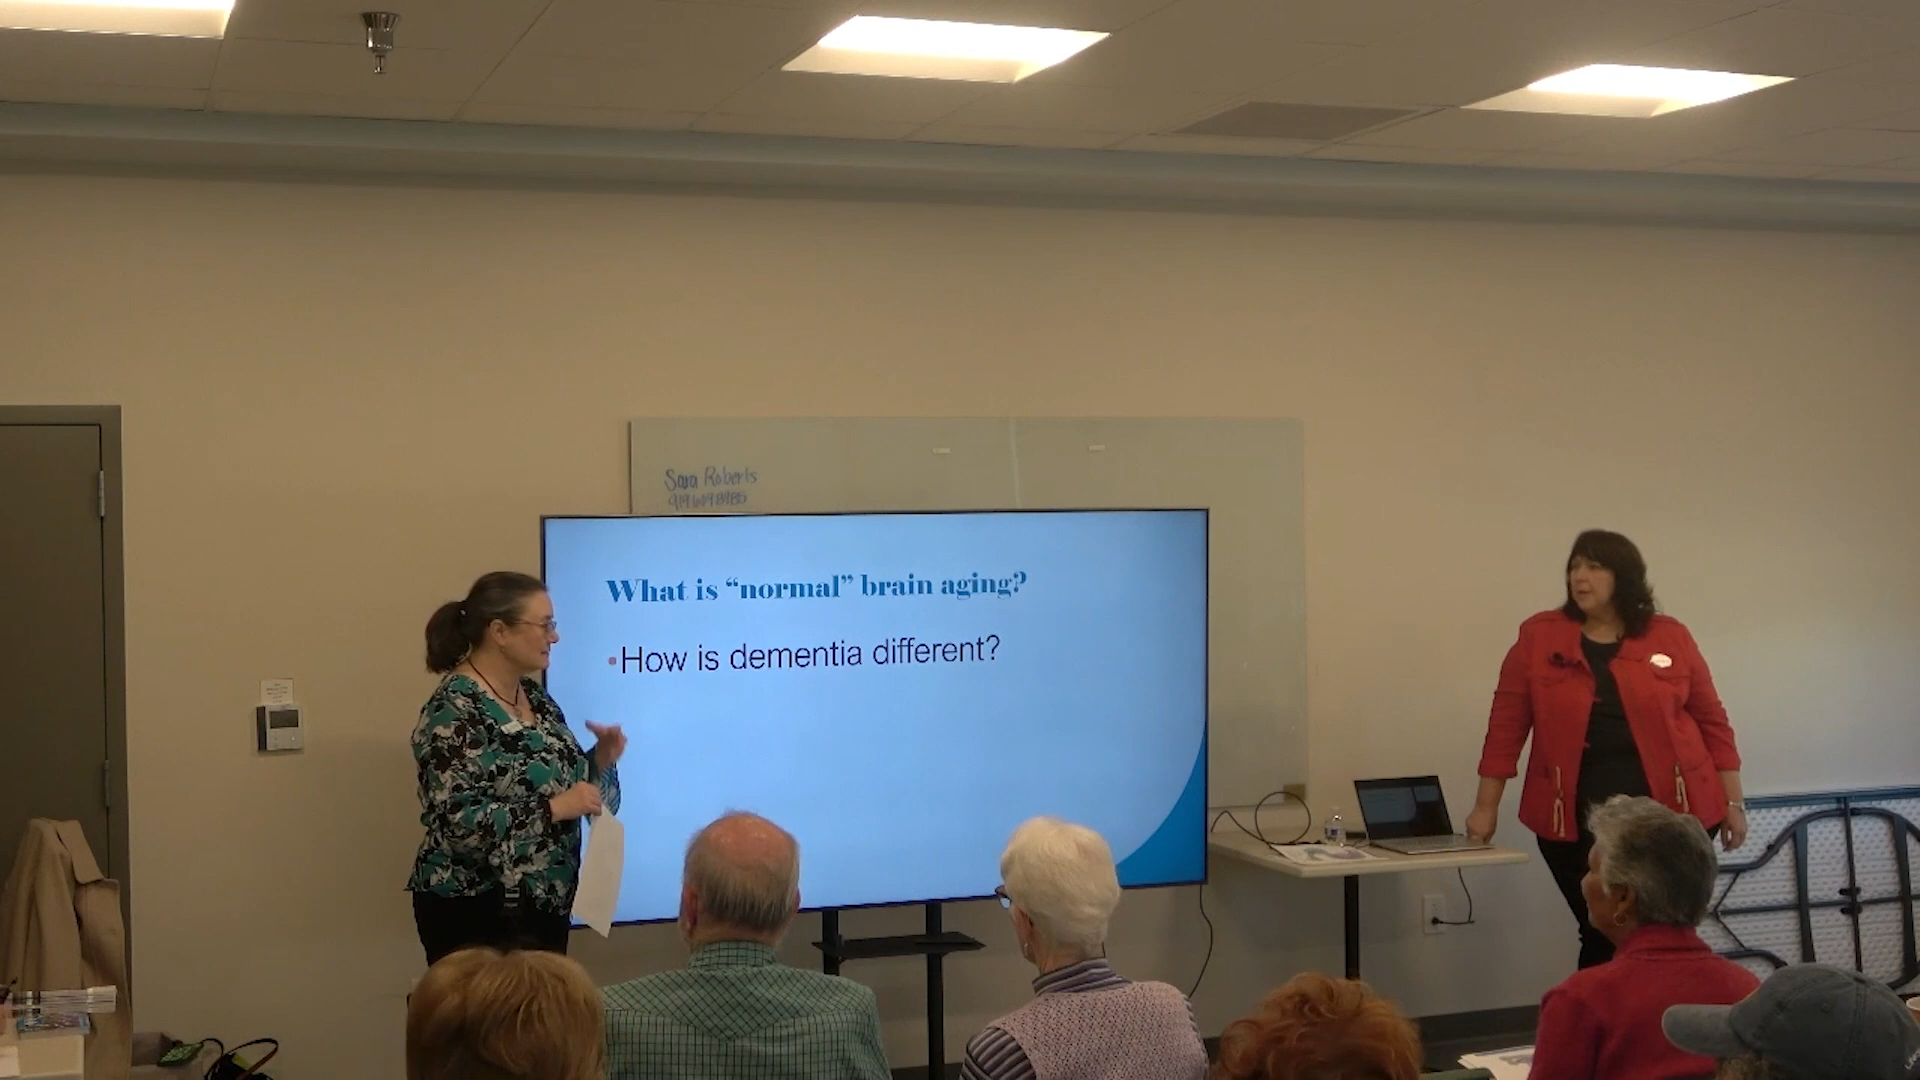 Sara Roberts
What is “normal” brain aging?
•How is dementia different?